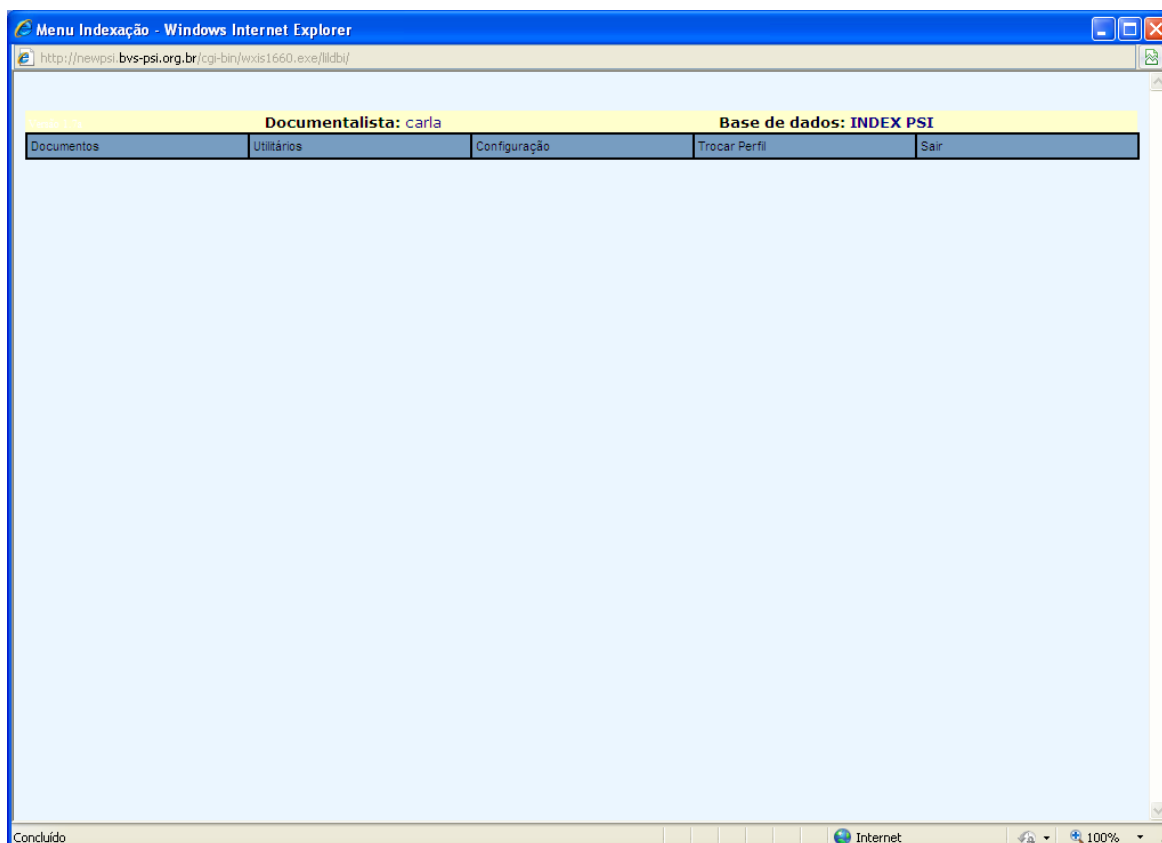 Menu Indexação - Windows Internet Explorer
http://newpsi.bvs-psi.org.br/cgi-bin/wxis1660.exe/lildbi/
Documentalista: carla Base de dados: INDEX PSI
Documentos Utilitários Configuração Trocar Perfil Sair
Concluído Internet 100%